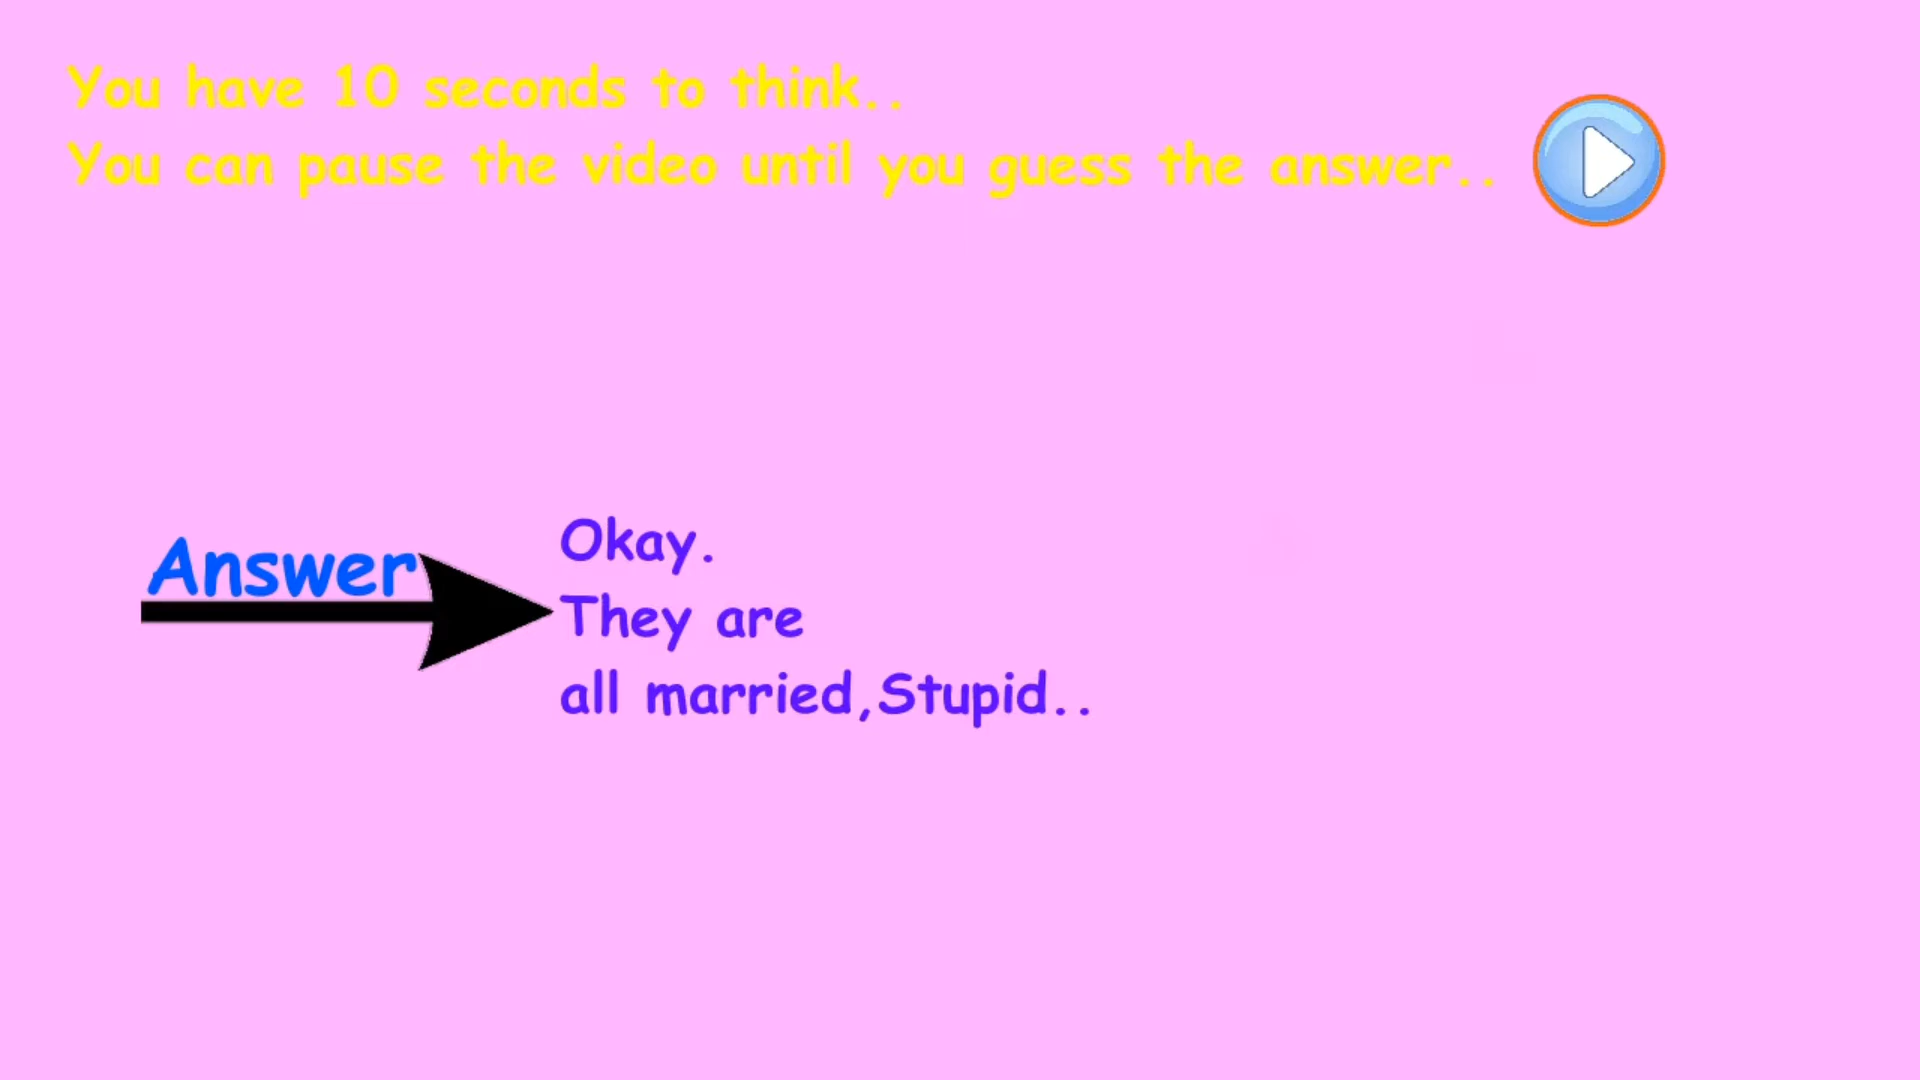 You have 10 seconds to think..
You can pause the video until you guess the answer..
Answer
Okay.
They are
all married,Stupid..